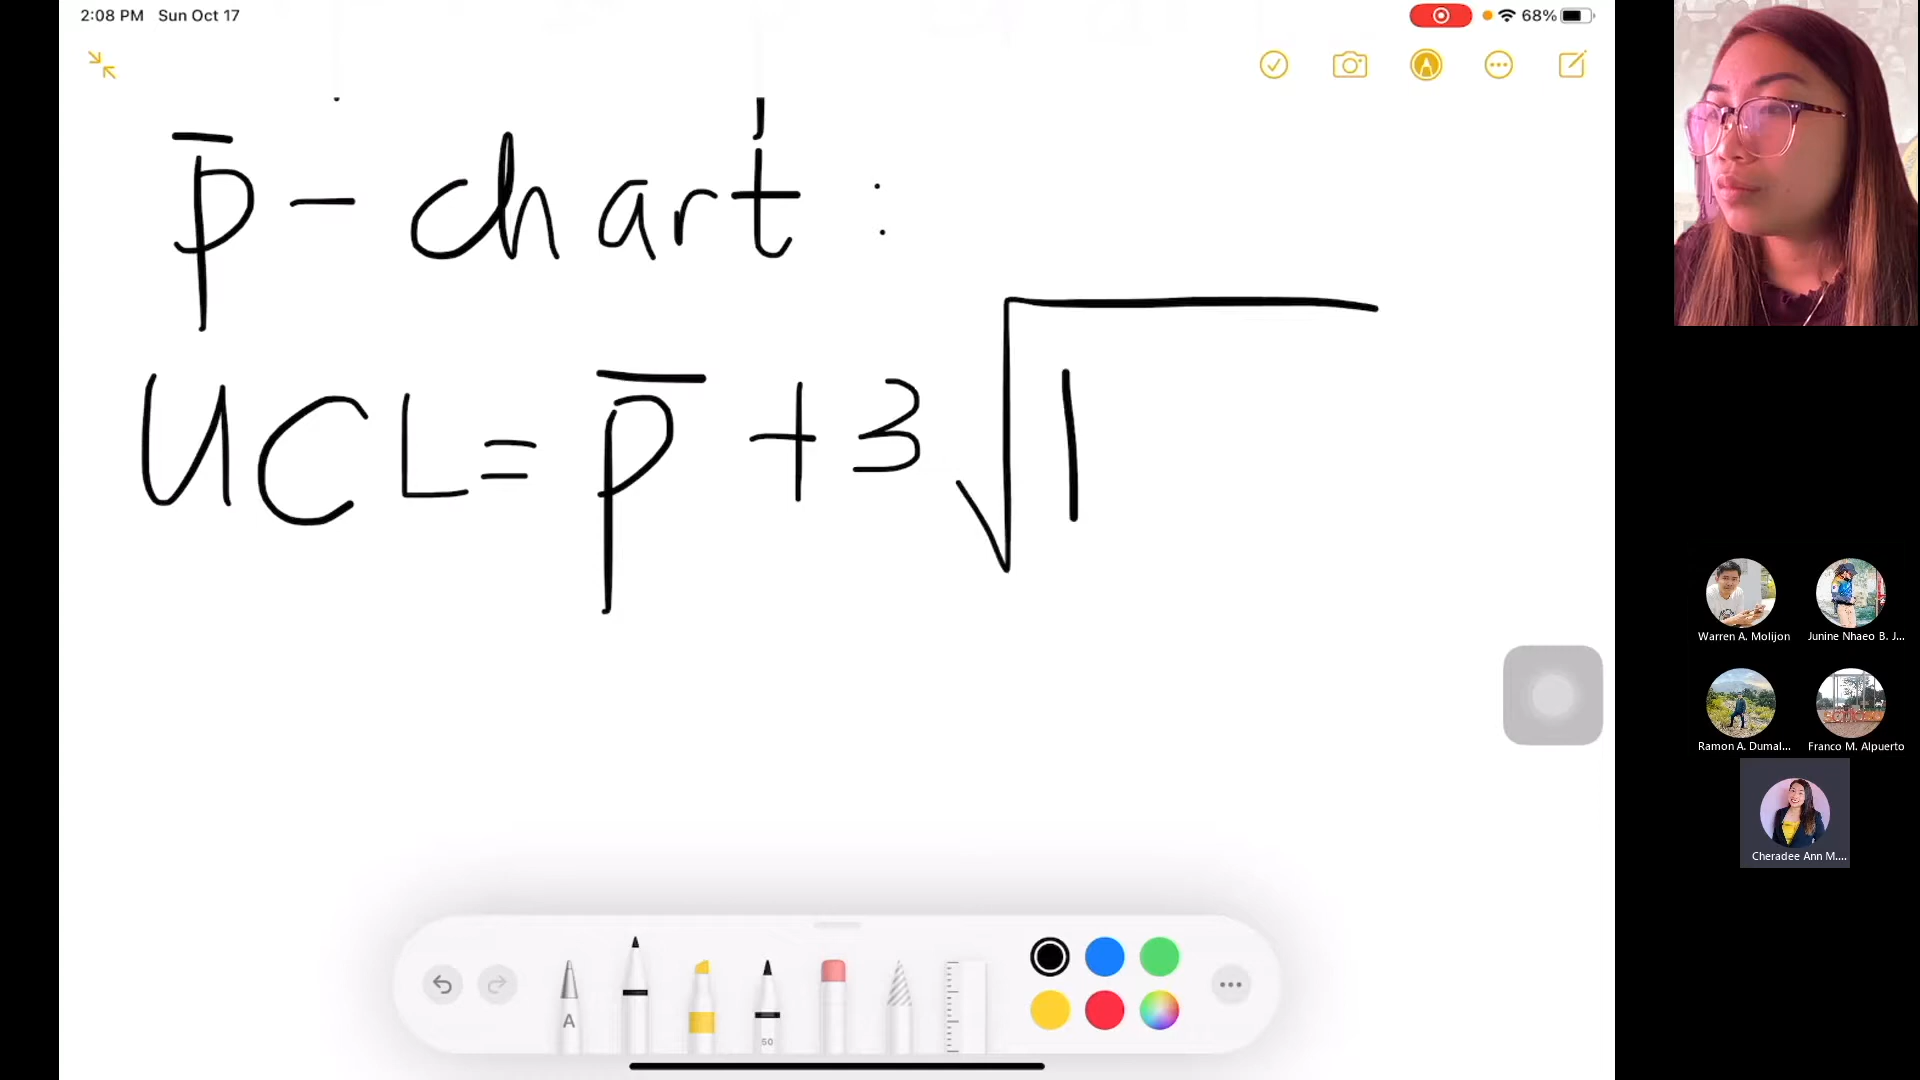 2:08 PM Sun Oct 17
68%
p̅ - chart :
UCL = p̅ + 3 √ |
A
50
Warren A. Molijon
Junine Nhaeo B. J...
Ramon A. Dumal...
Franco M. Alpuerto
Cheradee Ann M....